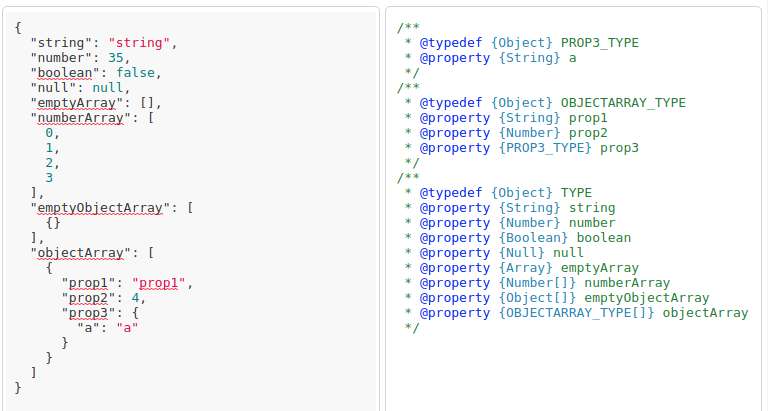 {
  "string": "string",
  "number": 35,
  "boolean": false,
  "null": null,
  "emptyArray": [],
  "numberArray": [
    0,
    1,
    2,
    3
  ],
  "emptyObjectArray": [
    {}
  ],
  "objectArray": [
    {
      "prop1": "prop1",
      "prop2": 4,
      "prop3": {
        "a": "a"
      }
    }
  ]
}
/**
 * @typedef {Object} PROP3_TYPE
 * @property {String} a
 */
/**
 * @typedef {Object} OBJECTARRAY_TYPE
 * @property {String} prop1
 * @property {Number} prop2
 * @property {PROP3_TYPE} prop3
 */
/**
 * @typedef {Object} TYPE
 * @property {String} string
 * @property {Number} number
 * @property {Boolean} boolean
 * @property {Null} null
 * @property {Array} emptyArray
 * @property {Number[]} numberArray
 * @property {Object[]} emptyObjectArray
 * @property {OBJECTARRAY_TYPE[]} objectArray
 */